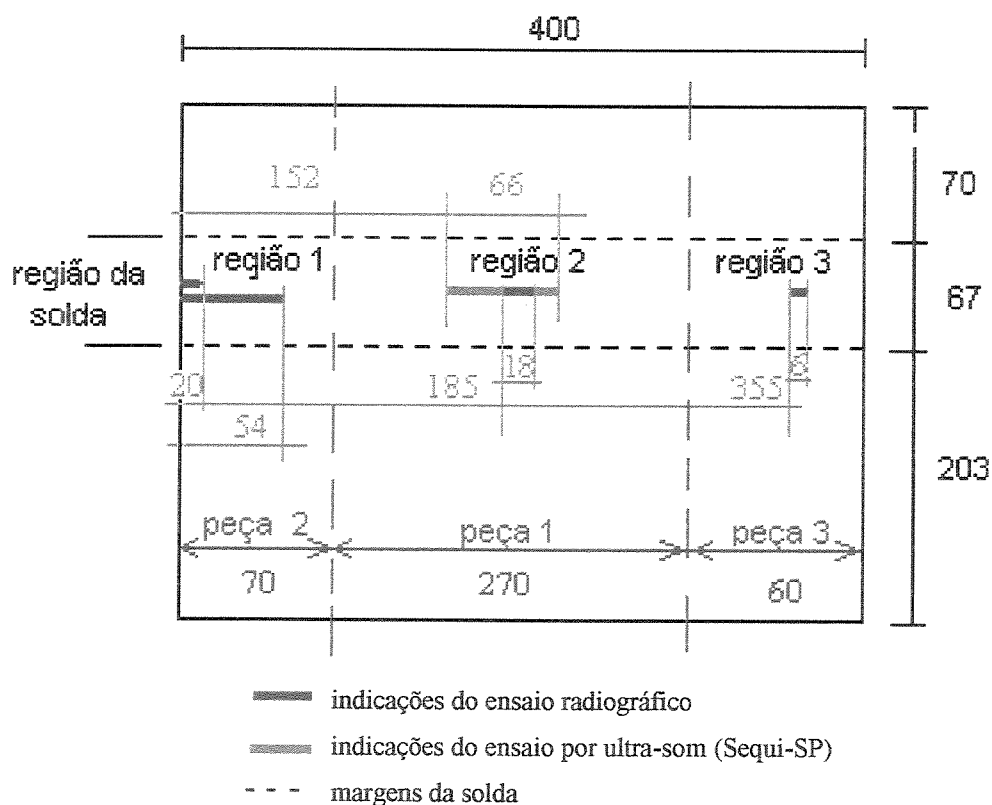 400
152 66
70
região 1 região 2 região 3
região da
solda
67
18
20 185 355
54
203
peça 2 peça 1 peça 3
70 270 60
indicações do ensaio radiográfico
indicações do ensaio por ultra-som (Sequi-SP)
margens da solda